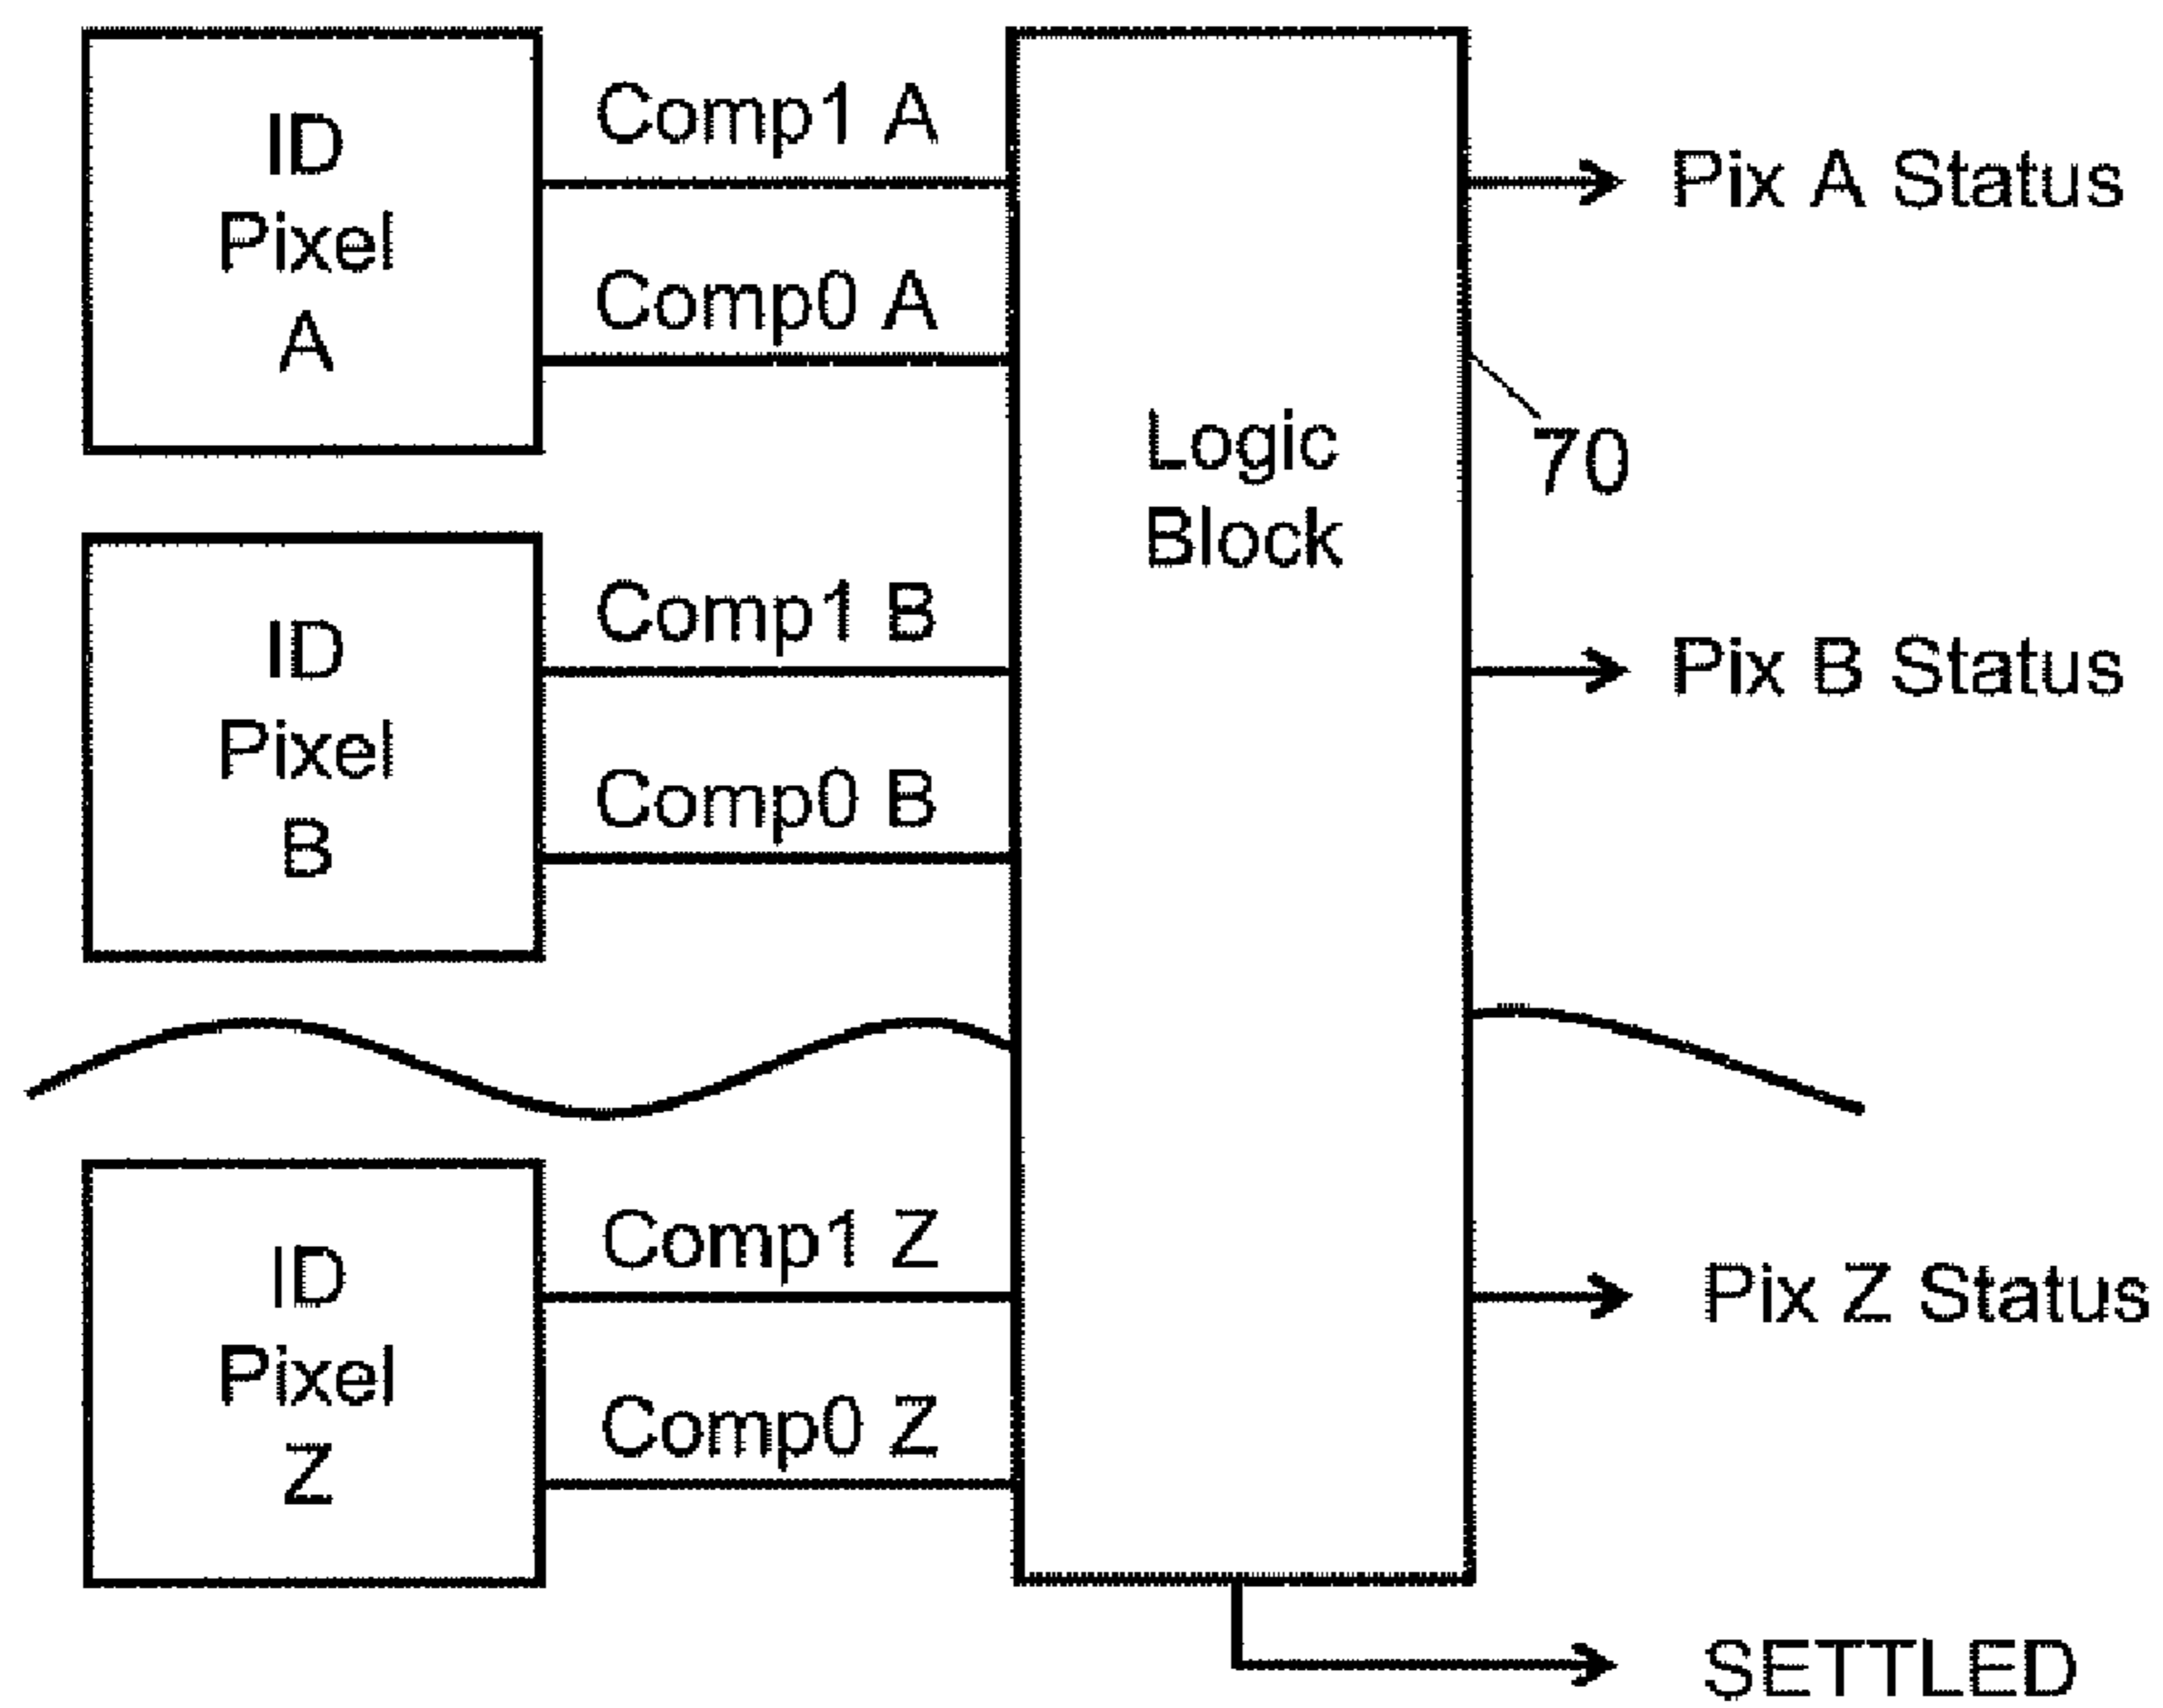 ID
Pixel
A
Comp1 A
Comp0 A
Logic
Block
Pix A Status
70
ID
Pixel
B
Comp1 B
Comp0 B
Pix B Status
ID
Pixel
Z
Comp1 Z
Comp0 Z
Pix Z Status
SETTLED